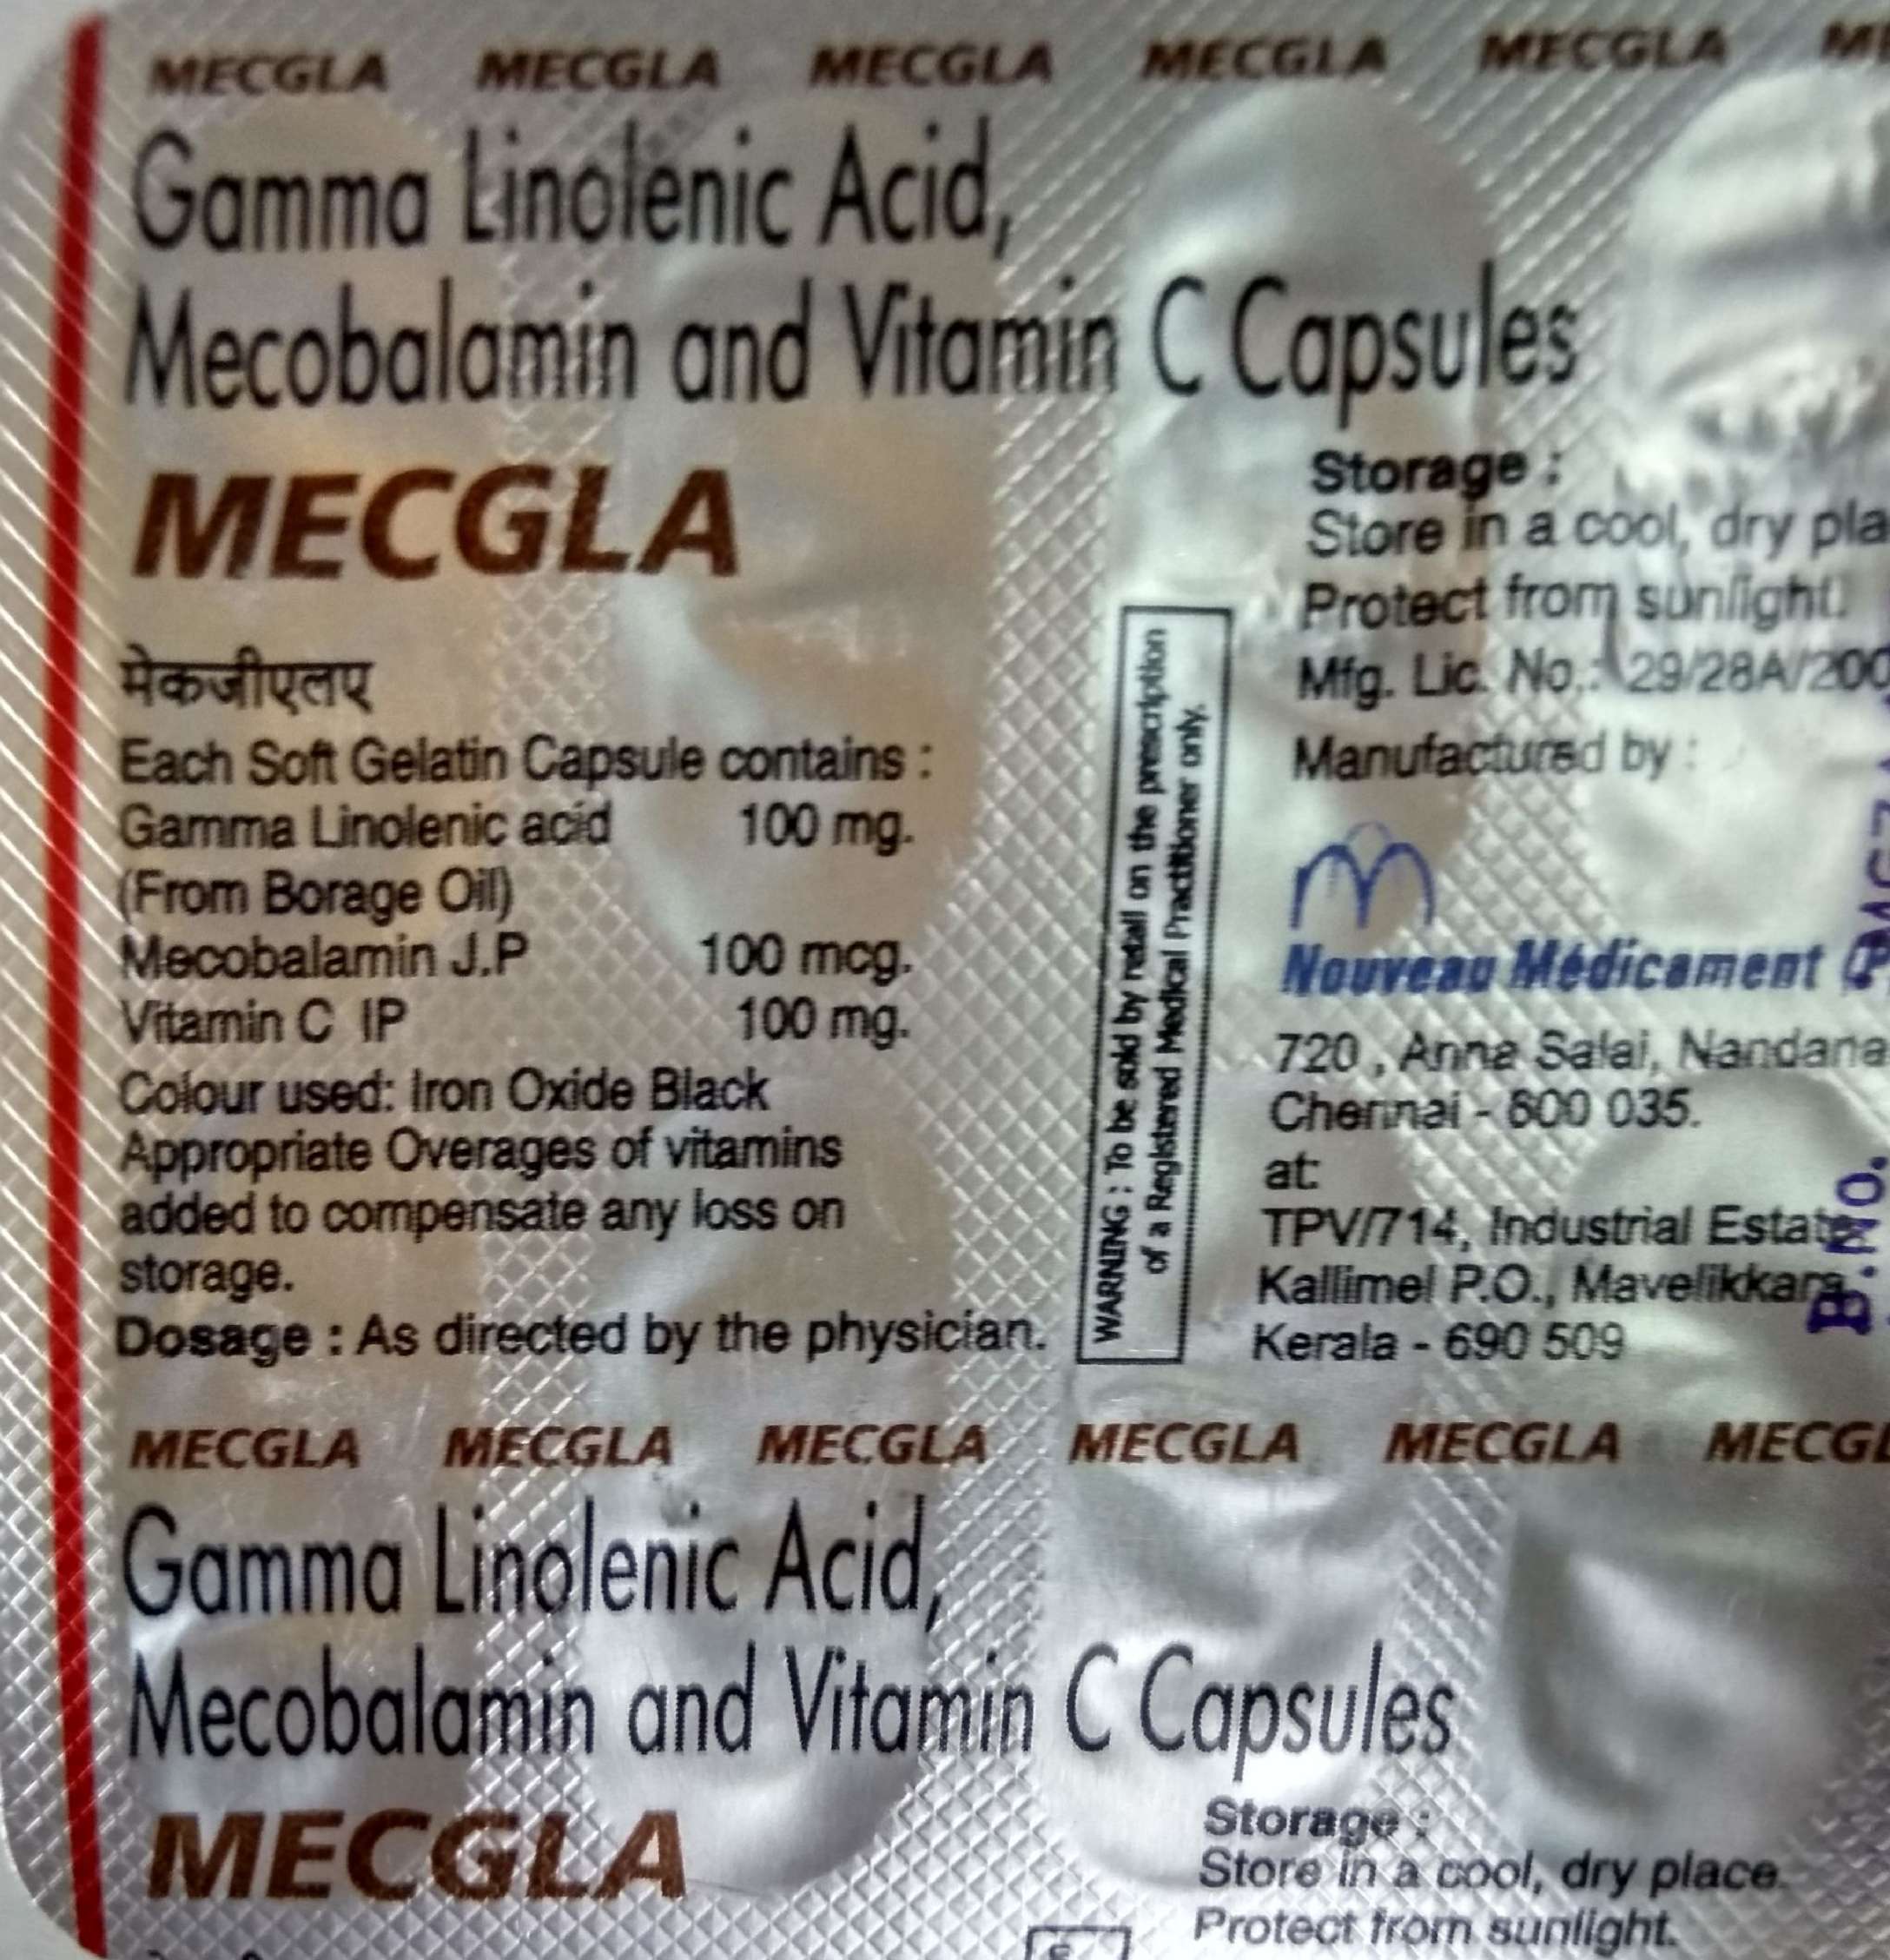 MECGLA MECGLA MECGLA MECGLA MECGLA
Gamma Linolenic Acid,
Mecobalamin and Vitamin C Capsules
MECGLA
मेकजीएलए
Each Soft Gelatin Capsule contains :
Gamma Linolenic acid 100 mg.
(From Borage Oil)
Mecobalamin J.P 100 mcg.
Vitamin C IP 100 mg.
Colour used: Iron Oxide Black
Appropriate Overages of vitamins
added to compensate any loss on
storage.
Dosage : As directed by the physician.
WARNING : To be sold by retail on the prescription
of a Registered Medical Practitioner only.
Storage :
Store in a cool, dry pla
Protect from sunlight.
Mfg. Lic. No.: 29/28A/200
Manufactured by :
Nouveau Médicament
720 , Anna Salai, Nandana
Chennai - 600 035.
at:
TPV/714, Industrial Estate
Kallimel P.O., Mavelikkara
Kerala - 690 509
B.NO.
MECGLA MECGLA MECGLA MECGLA MECGLA MECGL
Gamma Linolenic Acid,
Mecobalamin and Vitamin C Capsules
MECGLA
Storage :
Store in a cool, dry place.
Protect from sunlight.